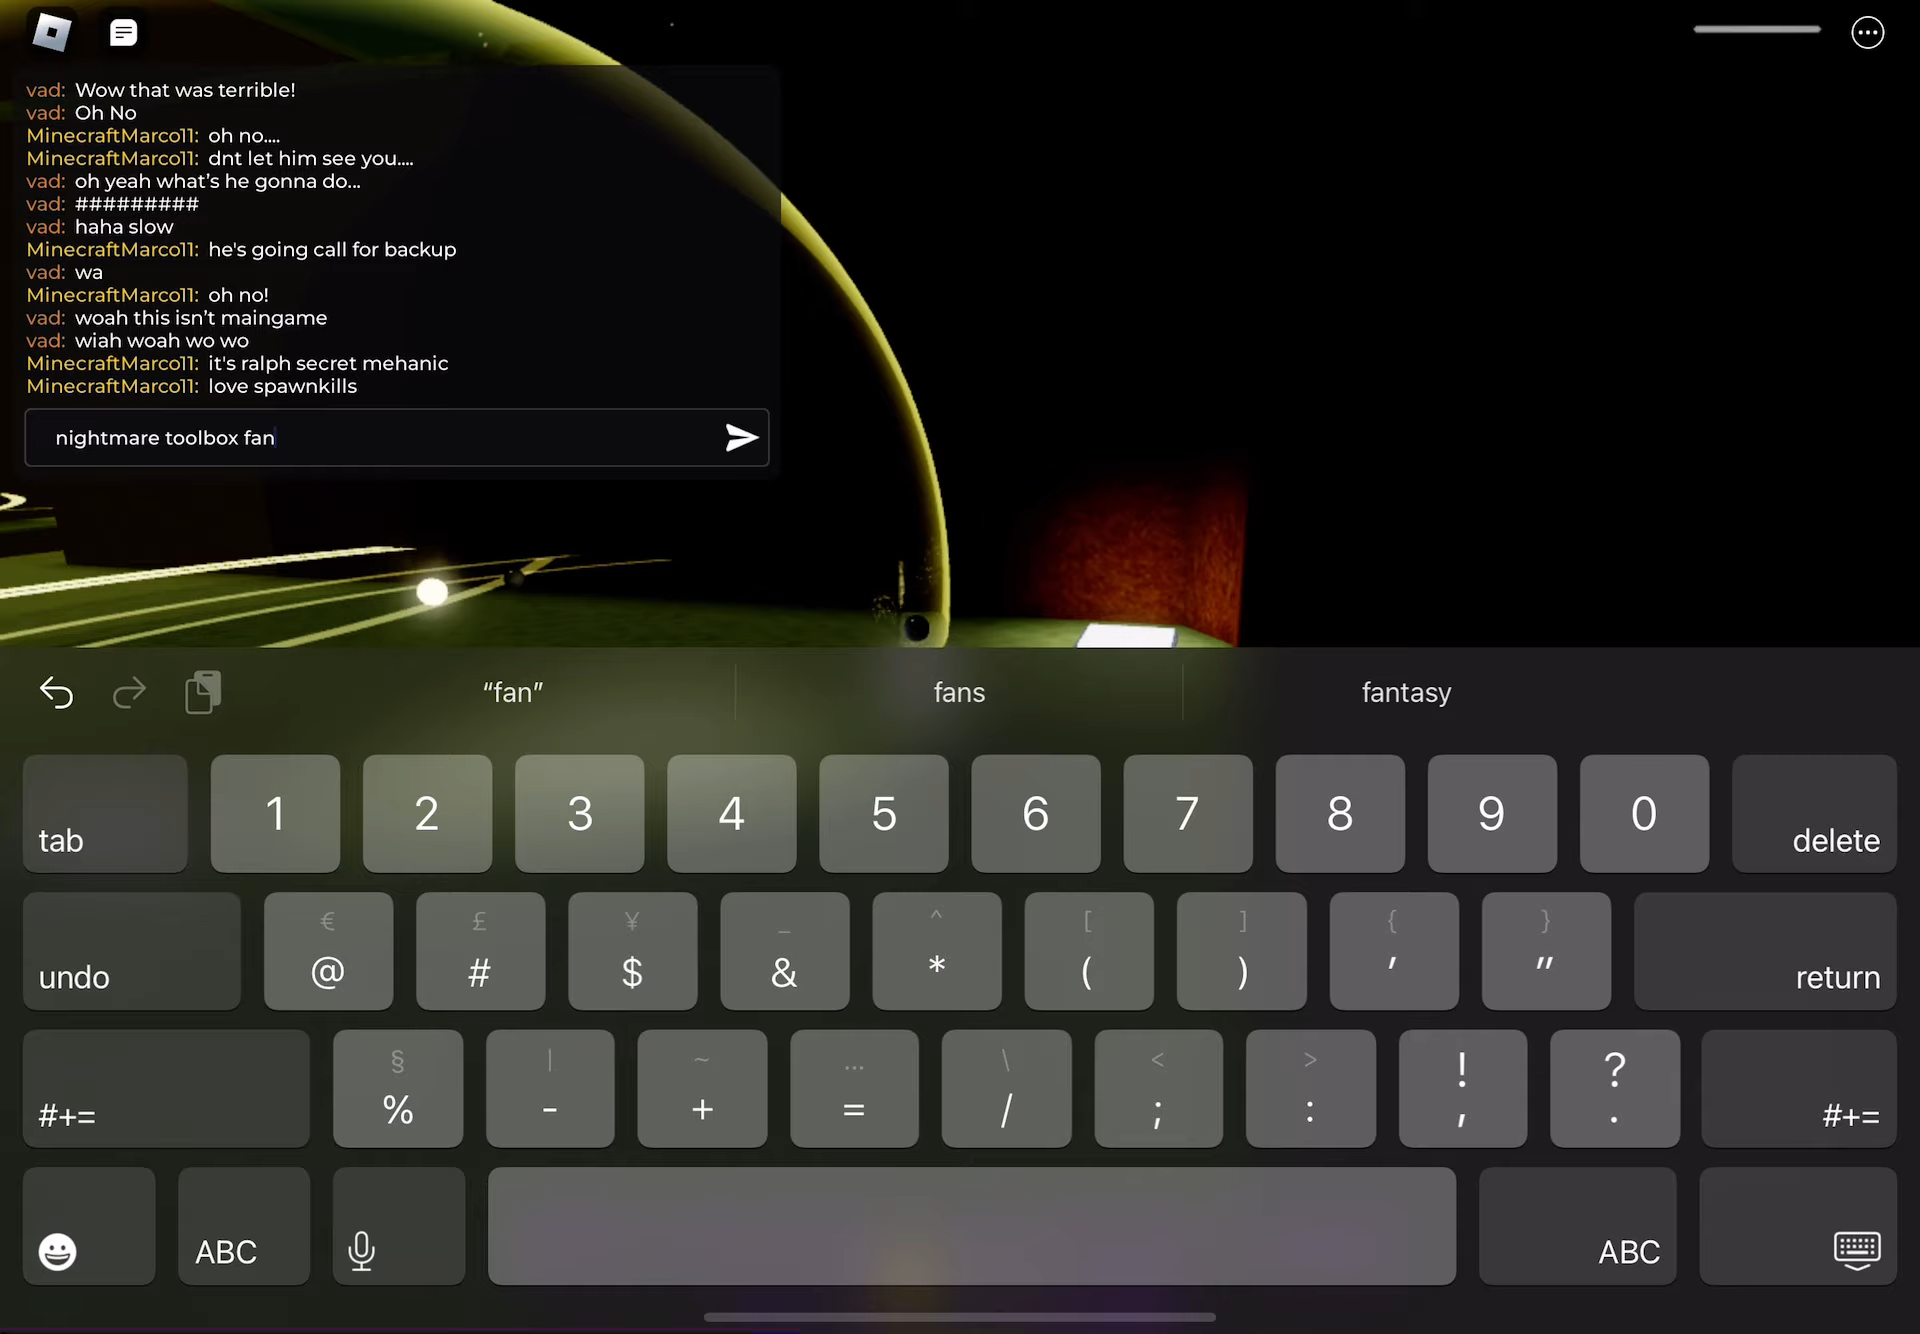 vad: Wow that was terrible!
vad: Oh No
MinecraftMarco11: oh no....
MinecraftMarco11: dnt let him see you....
vad: oh yeah what's he gonna do...
vad: #########
vad: haha slow
MinecraftMarco11: he's going call for backup
vad: wa
MinecraftMarco11: oh no!
vad: woah this isn't maingame
vad: wiah woah wo wo
MinecraftMarco11: it's ralph secret mehanic
MinecraftMarco11: love spawnkills
nightmare toolbox fan
“fan” fans fantasy
tab 1 2 3 4 5 6 7 8 9 0 delete
€ £ ¥ _ ^ [ ] { }
undo @ # $ & * ( ) ' " return
§ | ~ … \ < > ! ?
#+= % - + = / ; : , . #+=
ABC ABC